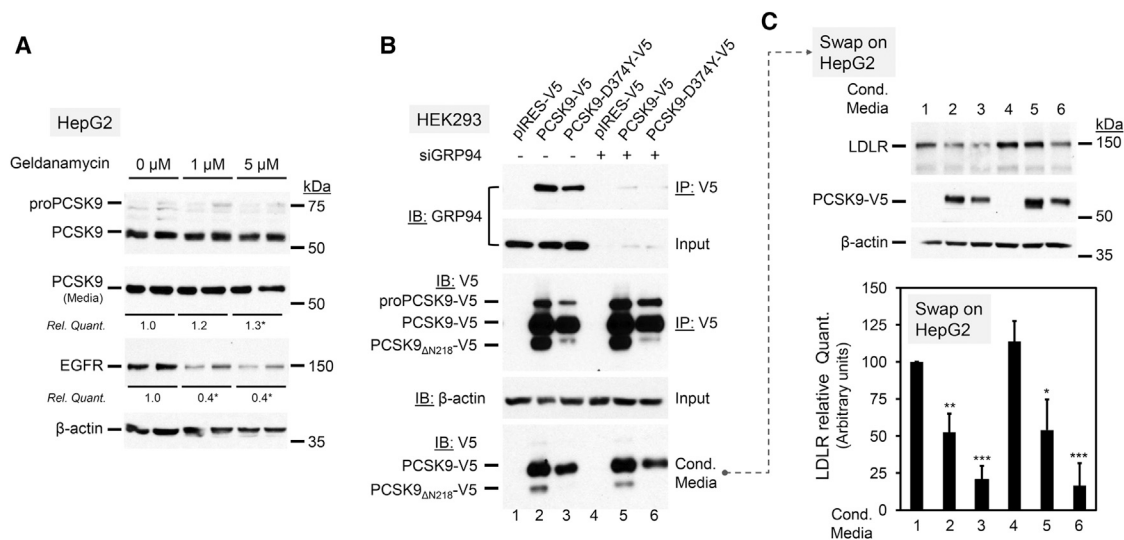 A
HepG2
Geldanamycin 0 µM 1 µM 5 µM
kDa
proPCSK9 75
PCSK9 50
PCSK9
(Media)
50
Rel. Quant. 1.0 1.2 1.3*
EGFR 150
Rel. Quant. 1.0 0.4* 0.4*
β-actin
35
B
HEK293
pIRES-V5
PCSK9-V5
PCSK9-D374Y-V5
pIRES-V5
PCSK9-V5
PCSK9-D374Y-V5
siGRP94 - - - + + +
IP: V5
IB: GRP94
Input
IB: V5
proPCSK9-V5
PCSK9-V5 IP: V5
PCSK9ΔN218-V5
IB: β-actin Input
IB: V5
PCSK9-V5 Cond.
Media
PCSK9ΔN218-V5
1 2 3 4 5 6
C
Swap on
HepG2
Cond.
Media 1 2 3 4 5 6
kDa
LDLR 150
PCSK9-V5
50
β-actin
35
Swap on
HepG2
LDLR relative Quant.
(Arbitrary units)
150
125
100
75
50
25
0
** *** * ***
Cond.
Media 1 2 3 4 5 6